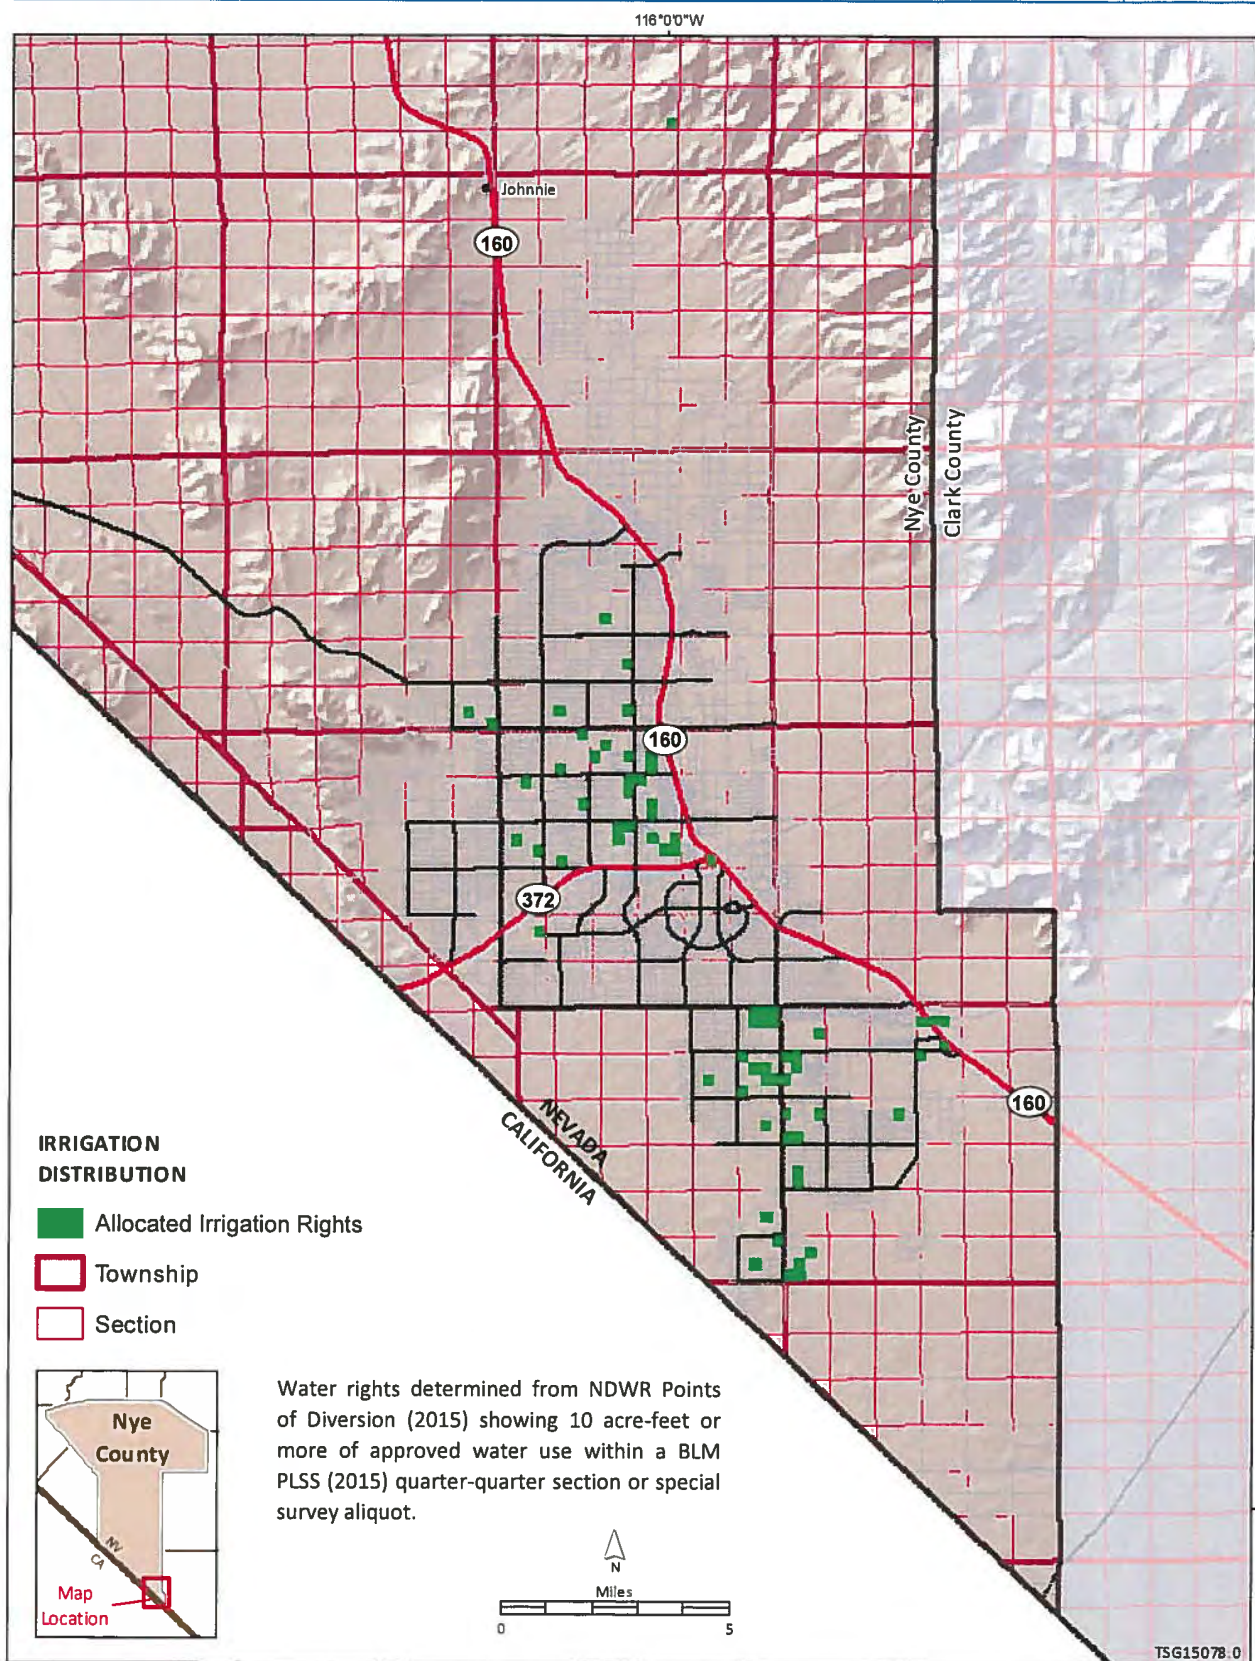 116°0'0"W
Johnnie
160
Nye County
Clark County
160
372
160
NEVADA
CALIFORNIA
IRRIGATION
DISTRIBUTION
Allocated Irrigation Rights
Township
Section
Nye
County
NV
CA
Map
Location
Water rights determined from NDWR Points
of Diversion (2015) showing 10 acre-feet or
more of approved water use within a BLM
PLSS (2015) quarter-quarter section or special
survey aliquot.
N
Miles
0 5
TSG15078.0